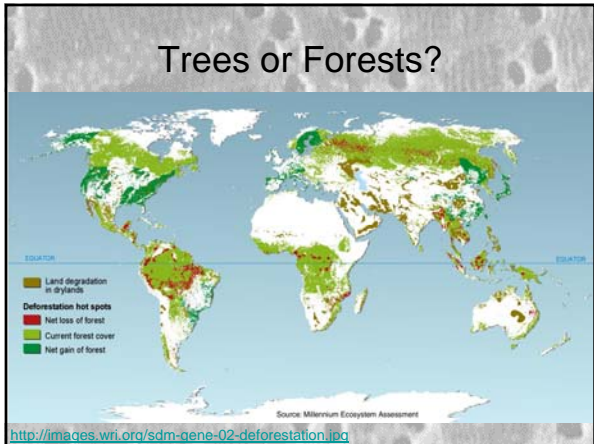 Trees or Forests?
EQUATOR
EQUATOR
Land degradation
in drylands
Deforestation hot spots
Net loss of forest
Current forest cover
Net gain of forest
Source: Millennium Ecosystem Assessment
http://images.wri.org/sdm-gene-02-deforestation.jpg